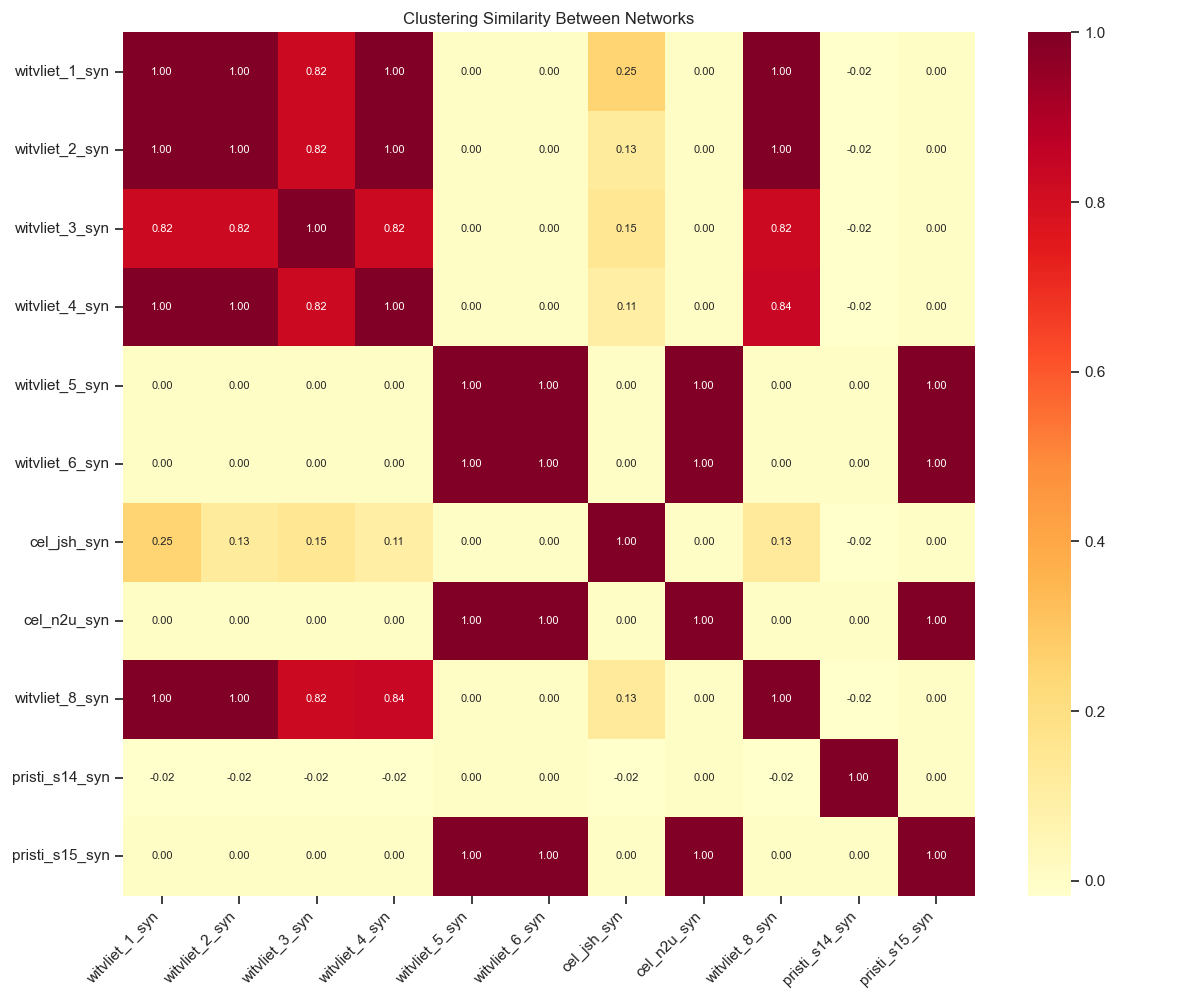 Clustering Similarity Between Networks
witvliet_1_syn 1.00 1.00 0.82 1.00 0.00 0.00 0.25 0.00 1.00 -0.02 0.00
witvliet_2_syn 1.00 1.00 0.82 1.00 0.00 0.00 0.13 0.00 1.00 -0.02 0.00
witvliet_3_syn 0.82 0.82 1.00 0.82 0.00 0.00 0.15 0.00 0.82 -0.02 0.00
witvliet_4_syn 1.00 1.00 0.82 1.00 0.00 0.00 0.11 0.00 0.84 -0.02 0.00
witvliet_5_syn 0.00 0.00 0.00 0.00 1.00 1.00 0.00 1.00 0.00 0.00 1.00
witvliet_6_syn 0.00 0.00 0.00 0.00 1.00 1.00 0.00 1.00 0.00 0.00 1.00
cel_jsh_syn 0.25 0.13 0.15 0.11 0.00 0.00 1.00 0.00 0.13 -0.02 0.00
cel_n2u_syn 0.00 0.00 0.00 0.00 1.00 1.00 0.00 1.00 0.00 0.00 1.00
witvliet_8_syn 1.00 1.00 0.82 0.84 0.00 0.00 0.13 0.00 1.00 -0.02 0.00
pristi_s14_syn -0.02 -0.02 -0.02 -0.02 0.00 0.00 -0.02 0.00 -0.02 1.00 0.00
pristi_s15_syn 0.00 0.00 0.00 0.00 1.00 1.00 0.00 1.00 0.00 0.00 1.00
witvliet_1_syn witvliet_2_syn witvliet_3_syn witvliet_4_syn witvliet_5_syn witvliet_6_syn cel_jsh_syn cel_n2u_syn witvliet_8_syn pristi_s14_syn pristi_s15_syn
1.0
0.8
0.6
0.4
0.2
0.0